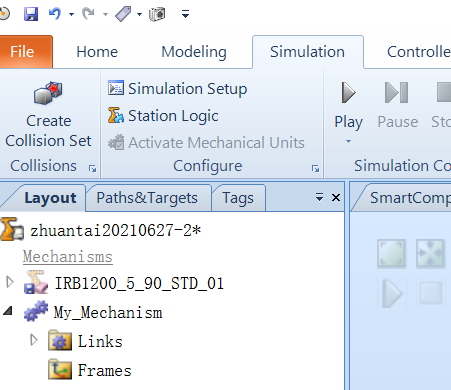 File Home Modeling Simulation Controlle
Simulation Setup
Create Station Logic Play Pause Sto
Collision Set Activate Mechanical Units
Collisions Configure Simulation Co
Layout Paths&Targets Tags SmartComp
zhuantai20210627-2*
Mechanisms
IRB1200_5_90_STD_01
My_Mechanism
Links
Frames